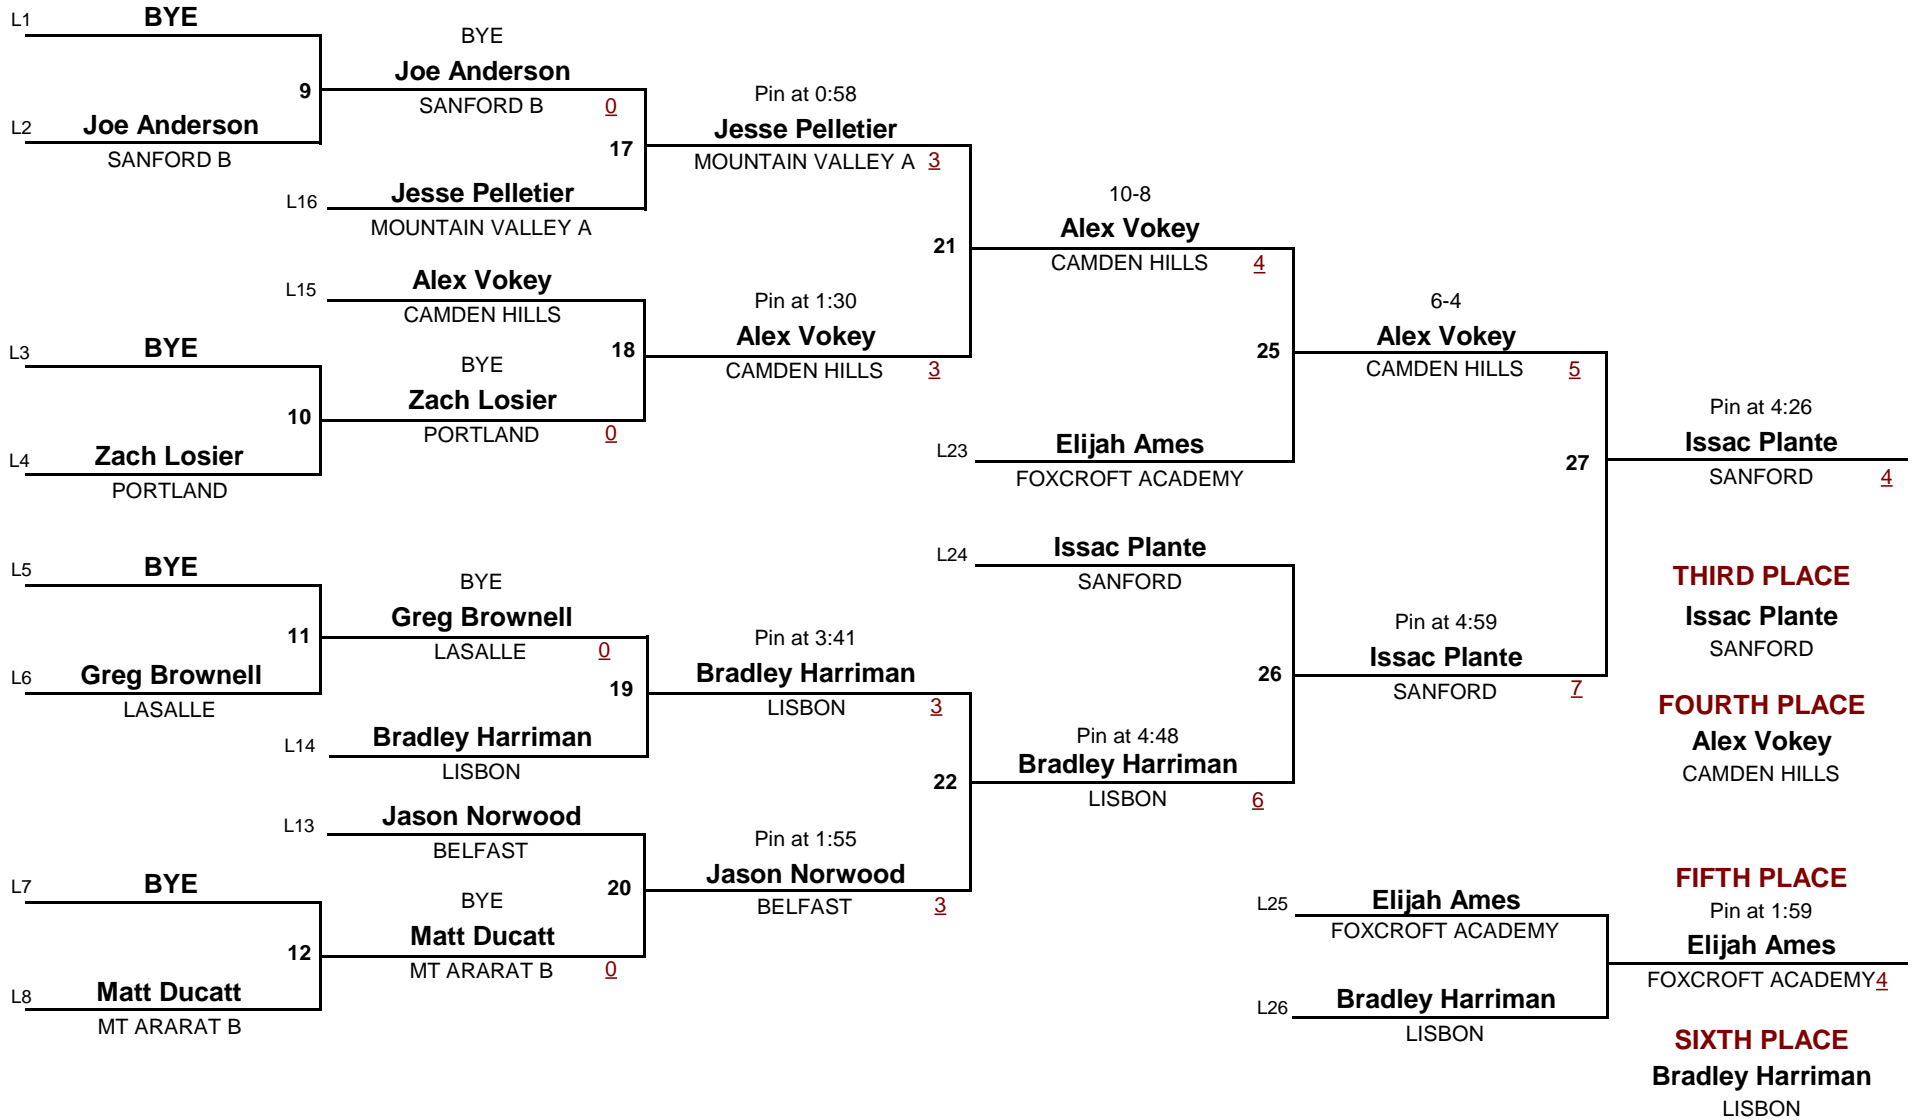 L1 BYE
9
L2 Joe Anderson
SANFORD B
BYE
Joe Anderson
SANFORD B 0
17
L16 Jesse Pelletier
MOUNTAIN VALLEY A
Pin at 0:58
Jesse Pelletier
MOUNTAIN VALLEY A 3
21
L15 Alex Vokey
CAMDEN HILLS
18
L3 BYE
10
L4 Zach Losier
PORTLAND
BYE
Zach Losier
PORTLAND 0
Pin at 1:30
Alex Vokey
CAMDEN HILLS 3
10-8
Alex Vokey
CAMDEN HILLS 4
25
L23 Elijah Ames
FOXCROFT ACADEMY
6-4
Alex Vokey
CAMDEN HILLS 5
27
Pin at 4:26
Issac Plante
SANFORD 4
L5 BYE
11
L6 Greg Brownell
LASALLE
BYE
Greg Brownell
LASALLE 0
19
L14 Bradley Harriman
LISBON
Pin at 3:41
Bradley Harriman
LISBON 3
22
L13 Jason Norwood
BELFAST
20
L7 BYE
12
L8 Matt Ducatt
MT ARARAT B
BYE
Matt Ducatt
MT ARARAT B 0
Pin at 1:55
Jason Norwood
BELFAST 3
L24 Issac Plante
SANFORD
26
Pin at 4:48
Bradley Harriman
LISBON 6
Pin at 4:59
Issac Plante
SANFORD 7
THIRD PLACE
Issac Plante
SANFORD
FOURTH PLACE
Alex Vokey
CAMDEN HILLS
L25 Elijah Ames
FOXCROFT ACADEMY
L26 Bradley Harriman
LISBON
FIFTH PLACE
Pin at 1:59
Elijah Ames
FOXCROFT ACADEMY 4
SIXTH PLACE
Bradley Harriman
LISBON